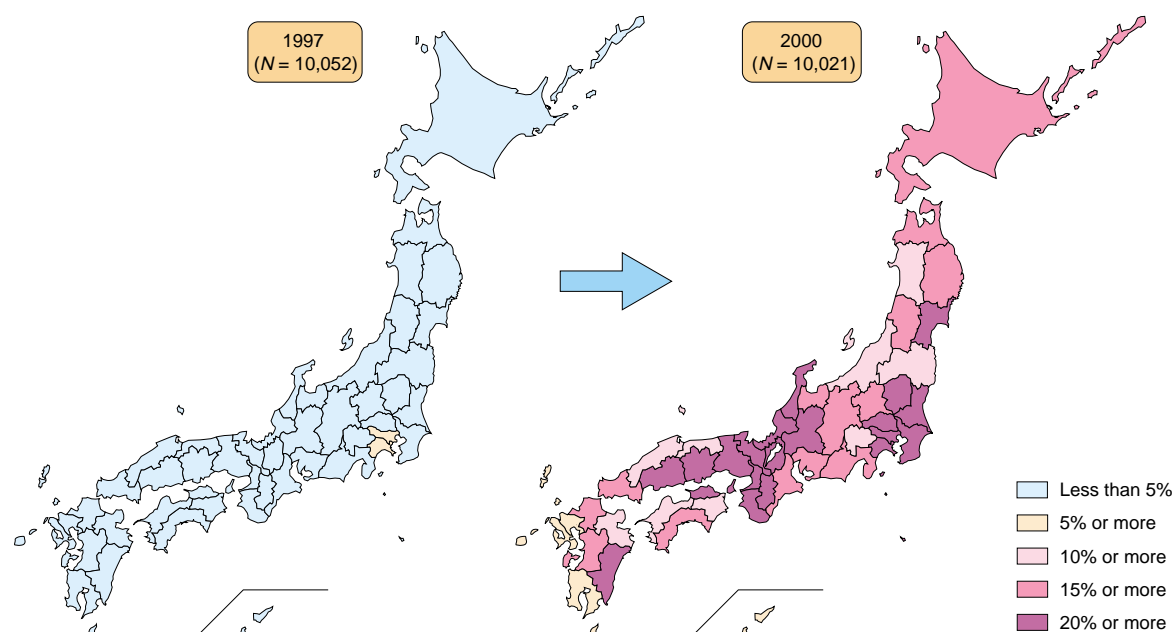 1997
(N = 10,052)
2000
(N = 10,021)
Less than 5%
5% or more
10% or more
15% or more
20% or more